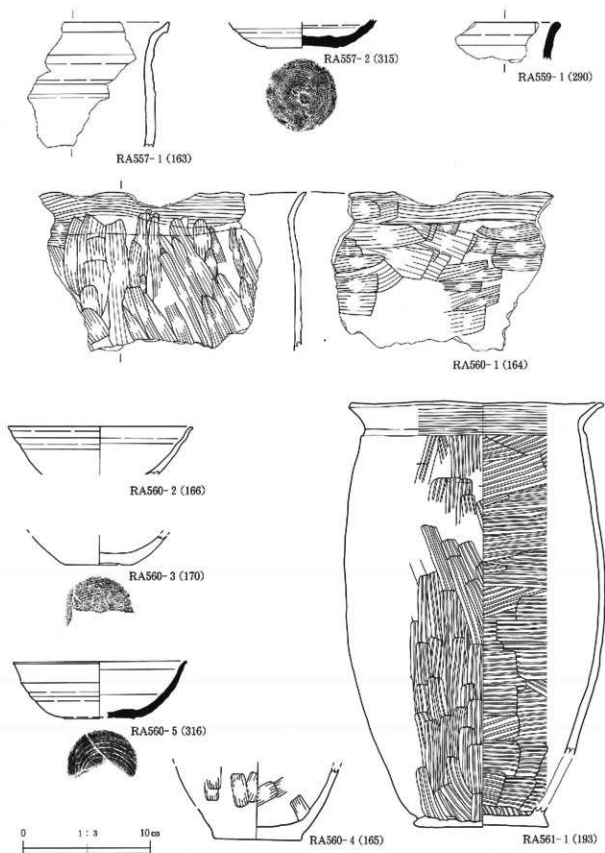 RA557-1 (163)
RA557-2 (315)
RA559-1 (290)
RA560-1 (164)
RA560-2 (166)
RA560-3 (170)
RA560-5 (316)
RA560-4 (165)
RA561-1 (193)
0 1:3 10㎝